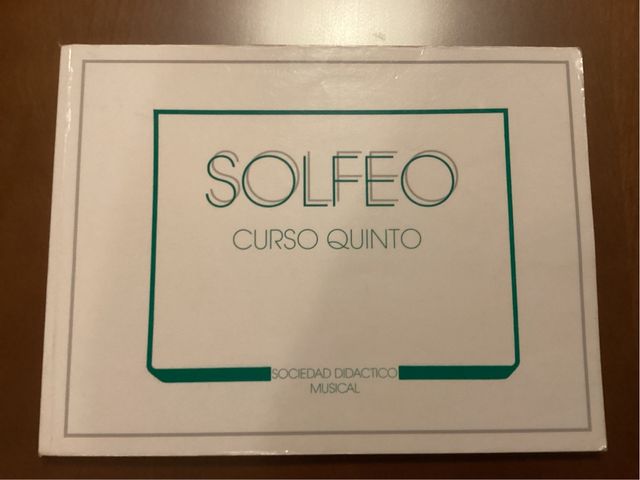 SOLFEO
CURSO QUINTO
SOCIEDAD DIDACTICO
MUSICAL